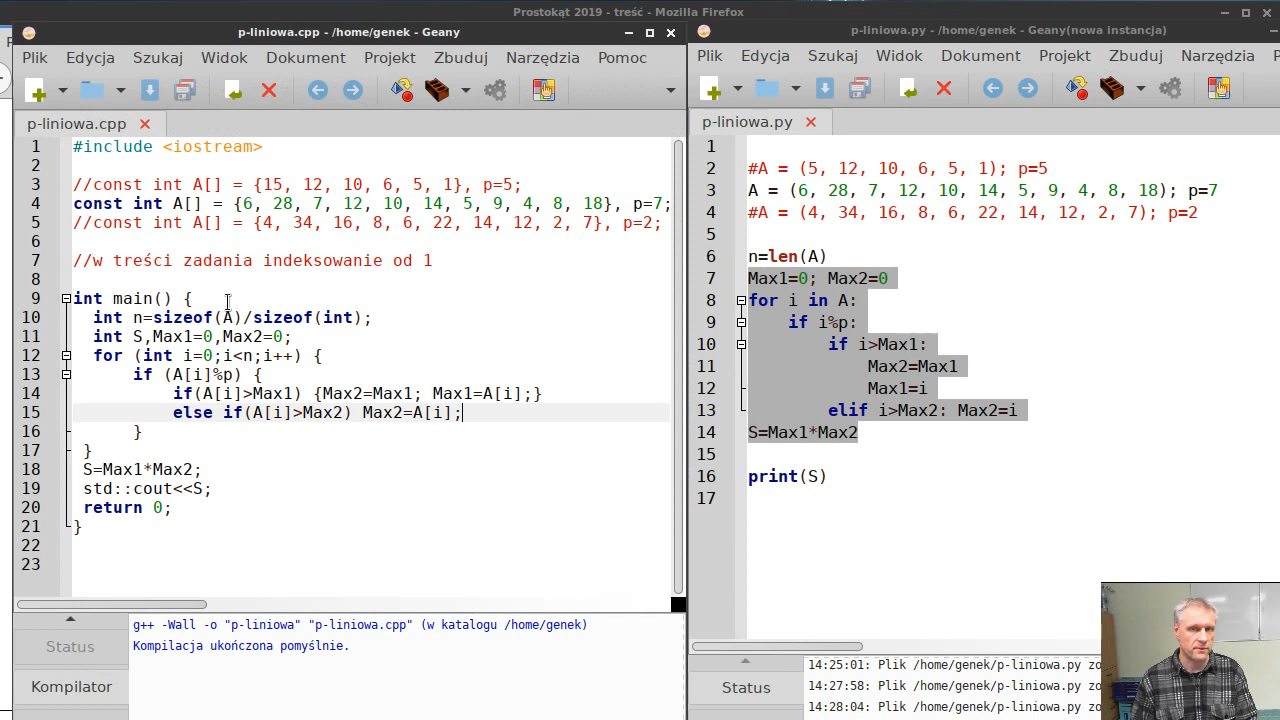 Prostokąt 2019 - treść - Mozilla Firefox
p-liniowa.cpp - /home/genek - Geany
Plik Edycja Szukaj Widok Dokument Projekt Zbuduj Narzędzia Pomoc
p-liniowa.cpp
1 #include <iostream>
2
3 //const int A[] = {15, 12, 10, 6, 5, 1}, p=5;
4 const int A[] = {6, 28, 7, 12, 10, 14, 5, 9, 4, 8, 18}, p=7;
5 //const int A[] = {4, 34, 16, 8, 6, 22, 14, 12, 2, 7}, p=2;
6
7 //w treści zadania indeksowanie od 1
8
9 int main() {
10 int n=sizeof(A)/sizeof(int);
11 int S,Max1=0,Max2=0;
12 for (int i=0;i<n;i++) {
13 if (A[i]%p) {
14 if(A[i]>Max1) {Max2=Max1; Max1=A[i];}
15 else if(A[i]>Max2) Max2=A[i];
16 }
17 }
18 S=Max1*Max2;
19 std::cout<<S;
20 return 0;
21 }
22
23
Status
Kompilator
g++ -Wall -o "p-liniowa" "p-liniowa.cpp" (w katalogu /home/genek)
Kompilacja ukończona pomyślnie.
p-liniowa.py - /home/genek - Geany(nowa instancja)
Plik Edycja Szukaj Widok Dokument Projekt Zbuduj Narzędzia
p-liniowa.py
1
2 #A = (5, 12, 10, 6, 5, 1); p=5
3 A = (6, 28, 7, 12, 10, 14, 5, 9, 4, 8, 18); p=7
4 #A = (4, 34, 16, 8, 6, 22, 14, 12, 2, 7); p=2
5
6 n=len(A)
7 Max1=0; Max2=0
8 for i in A:
9 if i%p:
10 if i>Max1:
11 Max2=Max1
12 Max1=i
13 elif i>Max2: Max2=i
14 S=Max1*Max2
15
16 print(S)
17
Status
14:25:01: Plik /home/genek/p-liniowa.py zo
14:27:58: Plik /home/genek/p-liniowa.py zo
14:28:04: Plik /home/genek/p-liniowa.py zo